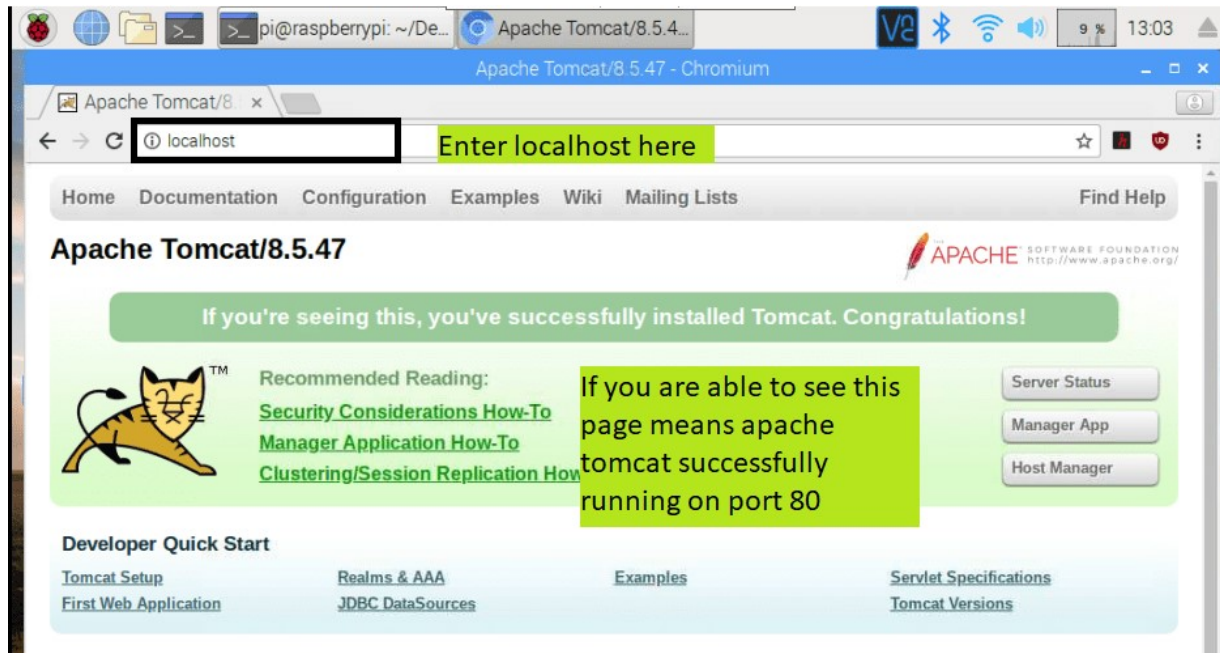 pi@raspberrypi: ~/De...
Apache Tomcat/8.5.4...
V2
9 %
13:03
Apache Tomcat/8.5.47 - Chromium
Apache Tomcat/8.
localhost
Enter localhost here
Home Documentation Configuration Examples Wiki Mailing Lists Find Help
Apache Tomcat/8.5.47
THE APACHE SOFTWARE FOUNDATION
http://www.apache.org/
If you're seeing this, you've successfully installed Tomcat. Congratulations!
TM
Recommended Reading:
Security Considerations How-To
Manager Application How-To
Clustering/Session Replication How
If you are able to see this
page means apache
tomcat successfully
running on port 80
Server Status
Manager App
Host Manager
Developer Quick Start
Tomcat Setup
First Web Application
Realms & AAA
JDBC DataSources
Examples
Servlet Specifications
Tomcat Versions